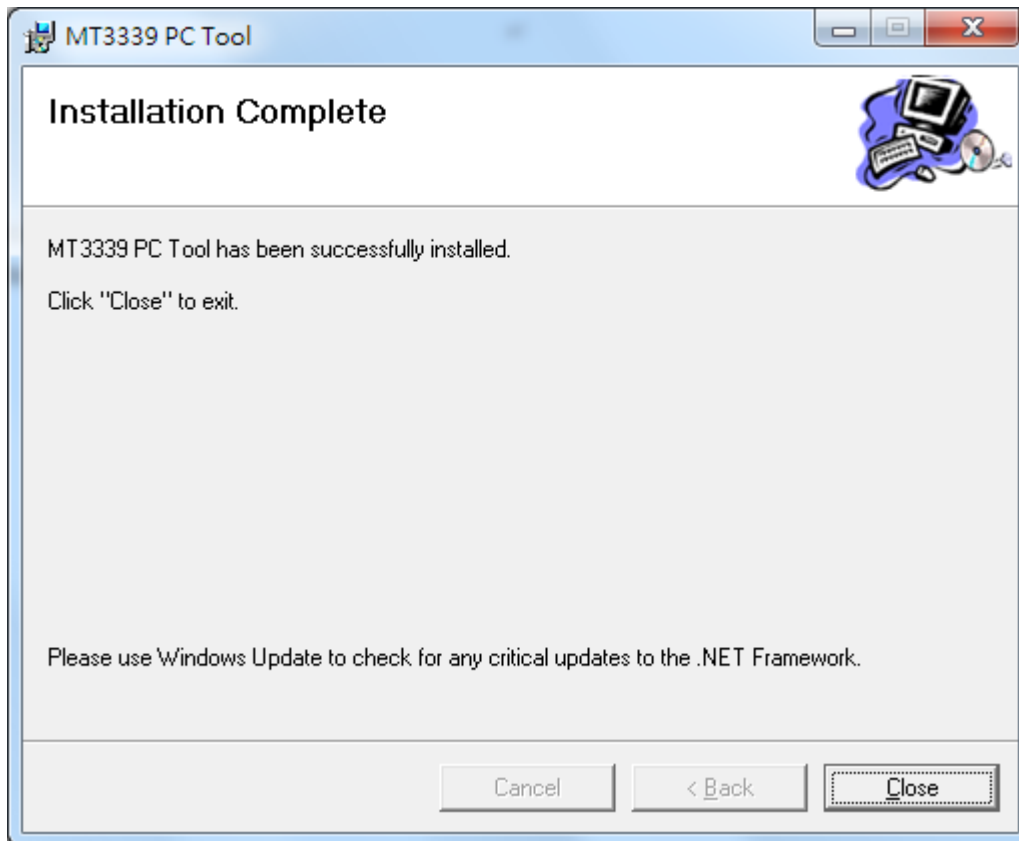 MT3339 PC Tool
Installation Complete
MT3339 PC Tool has been successfully installed.
Click "Close" to exit.
Please use Windows Update to check for any critical updates to the .NET Framework.
Cancel
< Back
Close